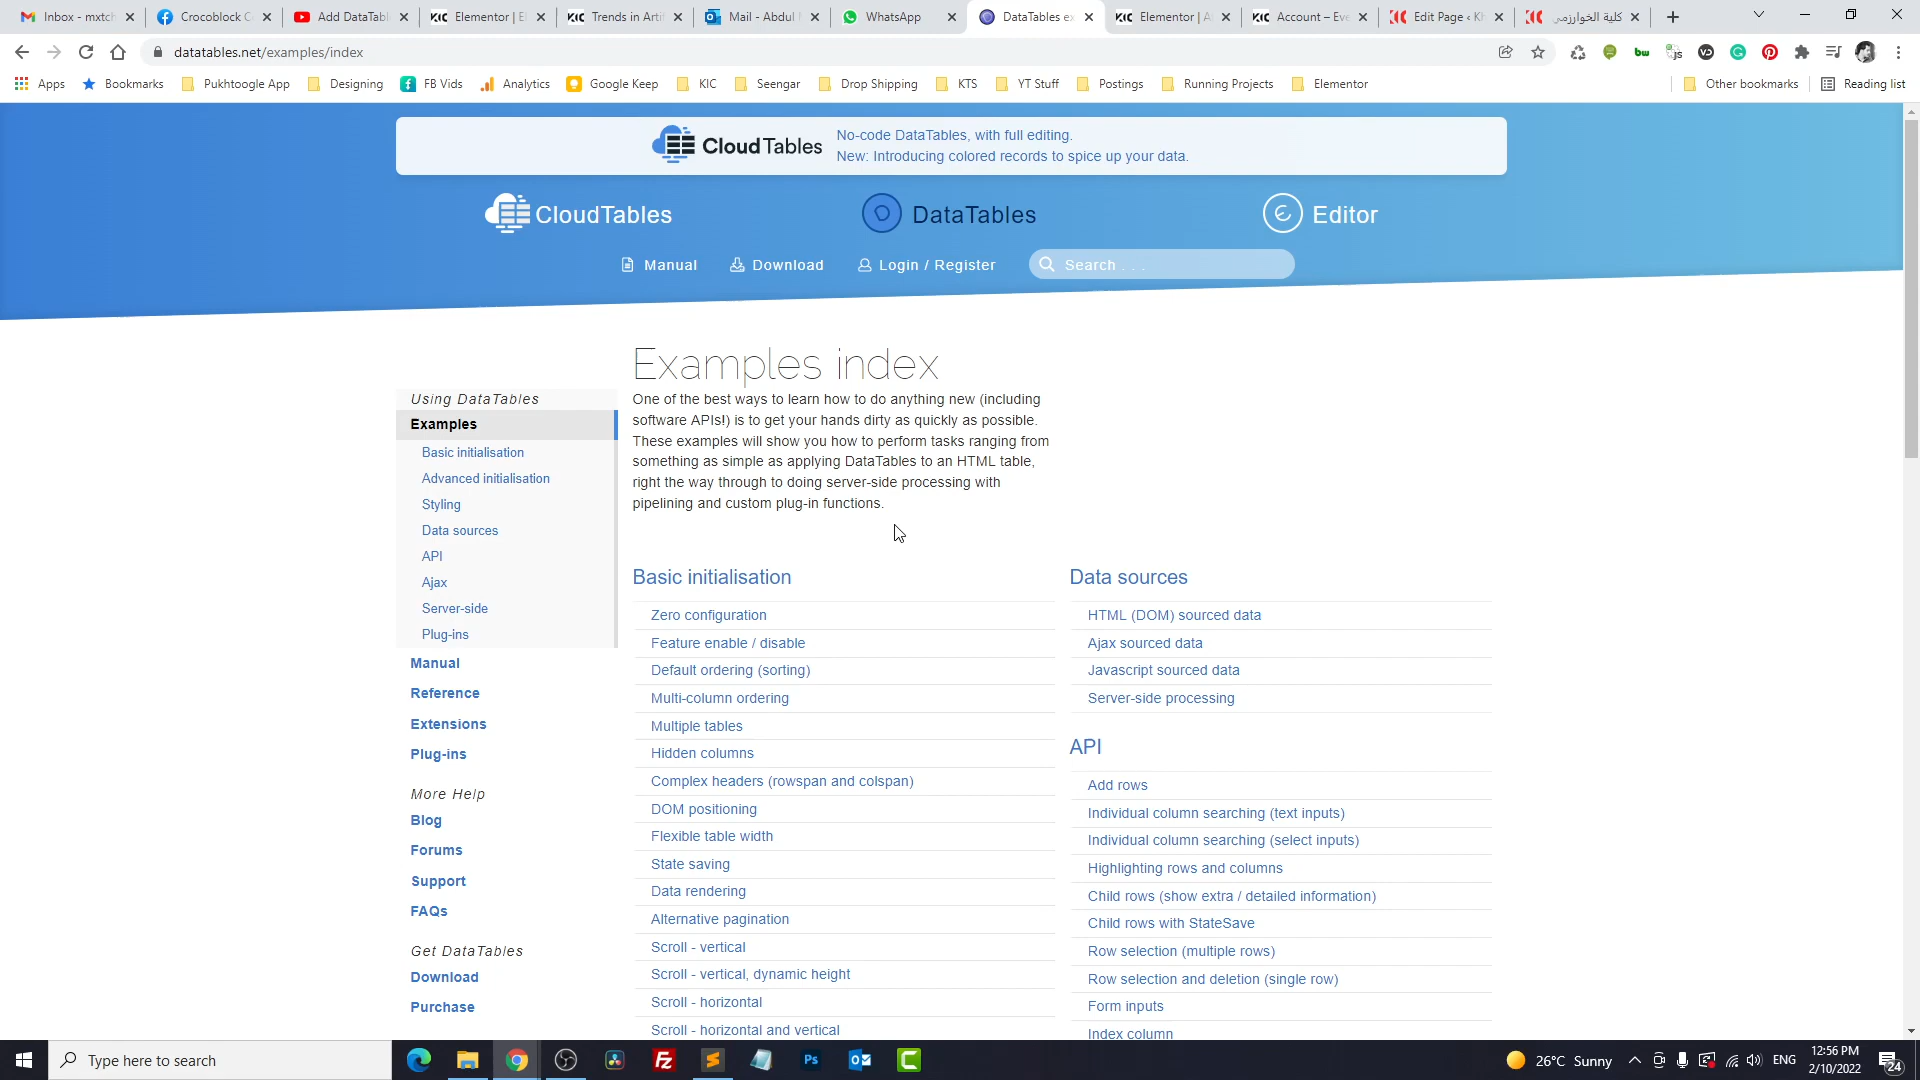 Inbox - mxtch
Crocoblock C
Add DataTabl
Elementor | El
Trends in Artif
Mail - Abdul
WhatsApp
DataTables ex
Elementor | A
Account – Eve
Edit Page ‹ Kh
كلية الخوارزمي
datatables.net/examples/index
Apps
Bookmarks
Pukhtoogle App
Designing
FB Vids
Analytics
Google Keep
KIC
Seengar
Drop Shipping
KTS
YT Stuff
Postings
Running Projects
Elementor
Other bookmarks
Reading list
CloudTables
No-code DataTables, with full editing.
New: Introducing colored records to spice up your data.
CloudTables
DataTables
Editor
Manual
Download
Login / Register
Search . . .
Examples index
One of the best ways to learn how to do anything new (including
software APIs!) is to get your hands dirty as quickly as possible.
These examples will show you how to perform tasks ranging from
something as simple as applying DataTables to an HTML table,
right the way through to doing server-side processing with
pipelining and custom plug-in functions.
Using DataTables
Examples
Basic initialisation
Advanced initialisation
Styling
Data sources
API
Ajax
Server-side
Plug-ins
Manual
Reference
Extensions
Plug-ins
More Help
Blog
Forums
Support
FAQs
Get DataTables
Download
Purchase
Basic initialisation
Zero configuration
Feature enable / disable
Default ordering (sorting)
Multi-column ordering
Multiple tables
Hidden columns
Complex headers (rowspan and colspan)
DOM positioning
Flexible table width
State saving
Data rendering
Alternative pagination
Scroll - vertical
Scroll - vertical, dynamic height
Scroll - horizontal
Scroll - horizontal and vertical
Data sources
HTML (DOM) sourced data
Ajax sourced data
Javascript sourced data
Server-side processing
API
Add rows
Individual column searching (text inputs)
Individual column searching (select inputs)
Highlighting rows and columns
Child rows (show extra / detailed information)
Child rows with StateSave
Row selection (multiple rows)
Row selection and deletion (single row)
Form inputs
Index column
Type here to search
26°C Sunny
ENG
12:56 PM
2/10/2022
24